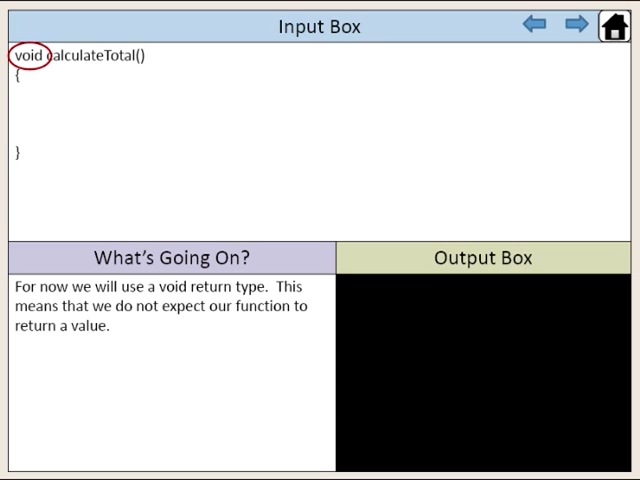 Input Box
void calculateTotal()
{
}
What's Going On?
Output Box
For now we will use a void return type. This
means that we do not expect our function to
return a value.